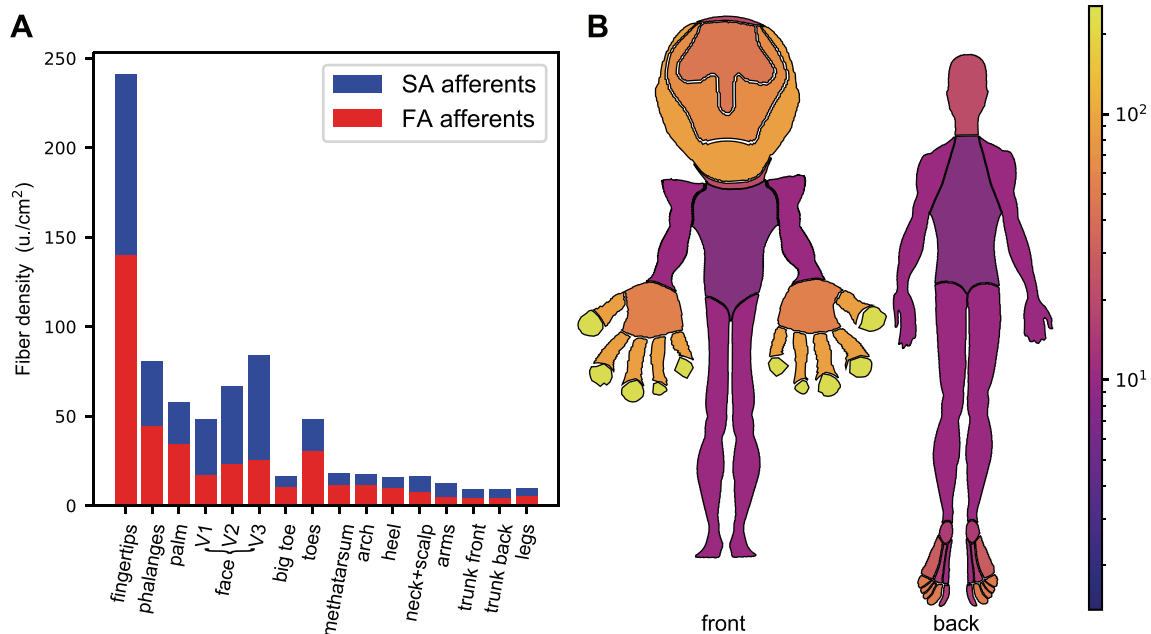 A
B
250
200
150
100
50
0
Fiber density (u./cm²)
SA afferents
FA afferents
fingertips
phalanges
palm
V1
V2
V3
face
big toe
toes
methatarsum
arch
heel
neck+scalp
arms
trunk front
trunk back
legs
front
back
10²
10¹